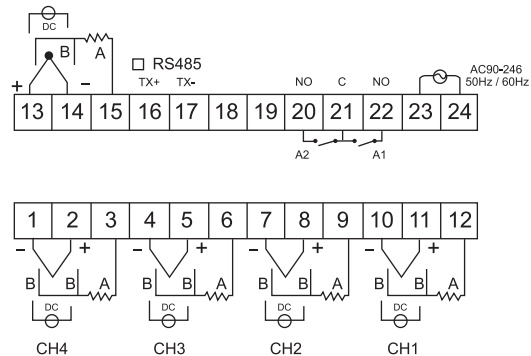 DC
B A □ RS485 AC90-246
+ − TX+ TX- NO C NO 50Hz / 60Hz
13 14 15 16 17 18 19 20 21 22 23 24
A2 A1
1 2 3 4 5 6 7 8 9 10 11 12
− + − + − + − +
B B A B B A B B A B B A
DC DC DC DC
CH4 CH3 CH2 CH1